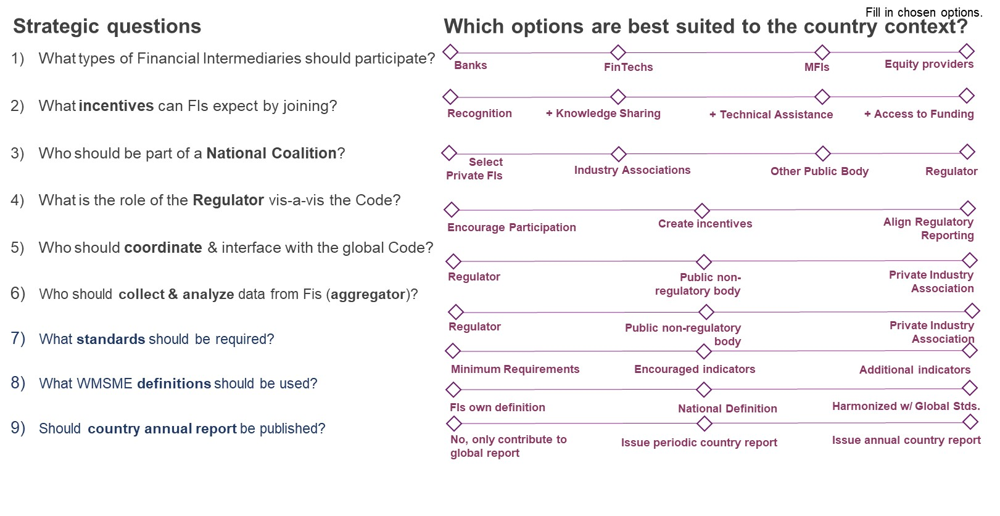 Fill in chosen options.
Strategic questions
Which options are best suited to the country context?
1) What types of Financial Intermediaries should participate?
Banks
FinTechs
MFIs
Equity providers
2) What incentives can FIs expect by joining?
Recognition
+ Knowledge Sharing
+ Technical Assistance
+ Access to Funding
3) Who should be part of a National Coalition?
Select
Private FIs
Industry Associations
Other Public Body
Regulator
4) What is the role of the Regulator vis-a-vis the Code?
Encourage Participation
Create incentives
Align Regulatory
Reporting
5) Who should coordinate & interface with the global Code?
Regulator
Public non-
regulatory body
Private Industry
Association
6) Who should collect & analyze data from Fis (aggregator)?
Regulator
Public non-regulatory
body
Private Industry
Association
7) What standards should be required?
Minimum Requirements
Encouraged indicators
Additional indicators
8) What WMSME definitions should be used?
FIs own definition
National Definition
Harmonized w/ Global Stds.
9) Should country annual report be published?
No, only contribute to
global report
Issue periodic country report
Issue annual country report